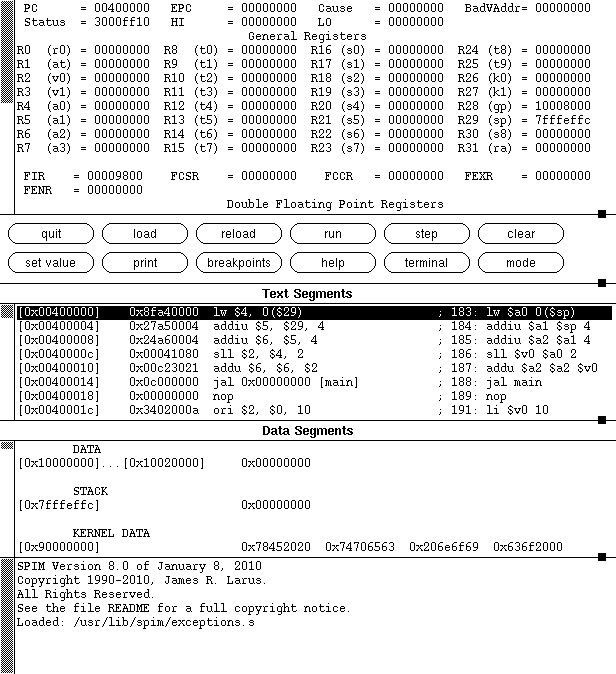 PC = 00400000 EPC = 00000000 Cause = 00000000 BadVAddr= 00000000
Status = 3000ff10 HI = 00000000 LO = 00000000
General Registers
R0 (r0) = 00000000 R8 (t0) = 00000000 R16 (s0) = 00000000 R24 (t8) = 00000000
R1 (at) = 00000000 R9 (t1) = 00000000 R17 (s1) = 00000000 R25 (t9) = 00000000
R2 (v0) = 00000000 R10 (t2) = 00000000 R18 (s2) = 00000000 R26 (k0) = 00000000
R3 (v1) = 00000000 R11 (t3) = 00000000 R19 (s3) = 00000000 R27 (k1) = 00000000
R4 (a0) = 00000000 R12 (t4) = 00000000 R20 (s4) = 00000000 R28 (gp) = 10008000
R5 (a1) = 00000000 R13 (t5) = 00000000 R21 (s5) = 00000000 R29 (sp) = 7fffeffc
R6 (a2) = 00000000 R14 (t6) = 00000000 R22 (s6) = 00000000 R30 (s8) = 00000000
R7 (a3) = 00000000 R15 (t7) = 00000000 R23 (s7) = 00000000 R31 (ra) = 00000000
FIR = 00009800 FCSR = 00000000 FCCR = 00000000 FEXR = 00000000
FENR = 00000000
Double Floating Point Registers
quit load reload run step clear
set value print breakpoints help terminal mode
Text Segments
[0x00400000] 0x8fa40000 lw $4, 0($29) ; 183: lw $a0 0($sp)
[0x00400004] 0x27a50004 addiu $5, $29, 4 ; 184: addiu $a1 $sp 4
[0x00400008] 0x24a60004 addiu $6, $5, 4 ; 185: addiu $a2 $a1 4
[0x0040000c] 0x00041080 sll $2, $4, 2 ; 186: sll $v0 $a0 2
[0x00400010] 0x00c23021 addu $6, $6, $2 ; 187: addu $a2 $a2 $v0
[0x00400014] 0x0c000000 jal 0x00000000 [main] ; 188: jal main
[0x00400018] 0x00000000 nop ; 189: nop
[0x0040001c] 0x3402000a ori $2, $0, 10 ; 191: li $v0 10
Data Segments
DATA
[0x10000000]...[0x10020000] 0x00000000
STACK
[0x7fffeffc] 0x00000000
KERNEL DATA
[0x90000000] 0x78452020 0x74706563 0x206e6f69 0x636f2000
SPIM Version 8.0 of January 8, 2010
Copyright 1990-2010, James R. Larus.
All Rights Reserved.
See the file README for a full copyright notice.
Loaded: /usr/lib/spim/exceptions.s